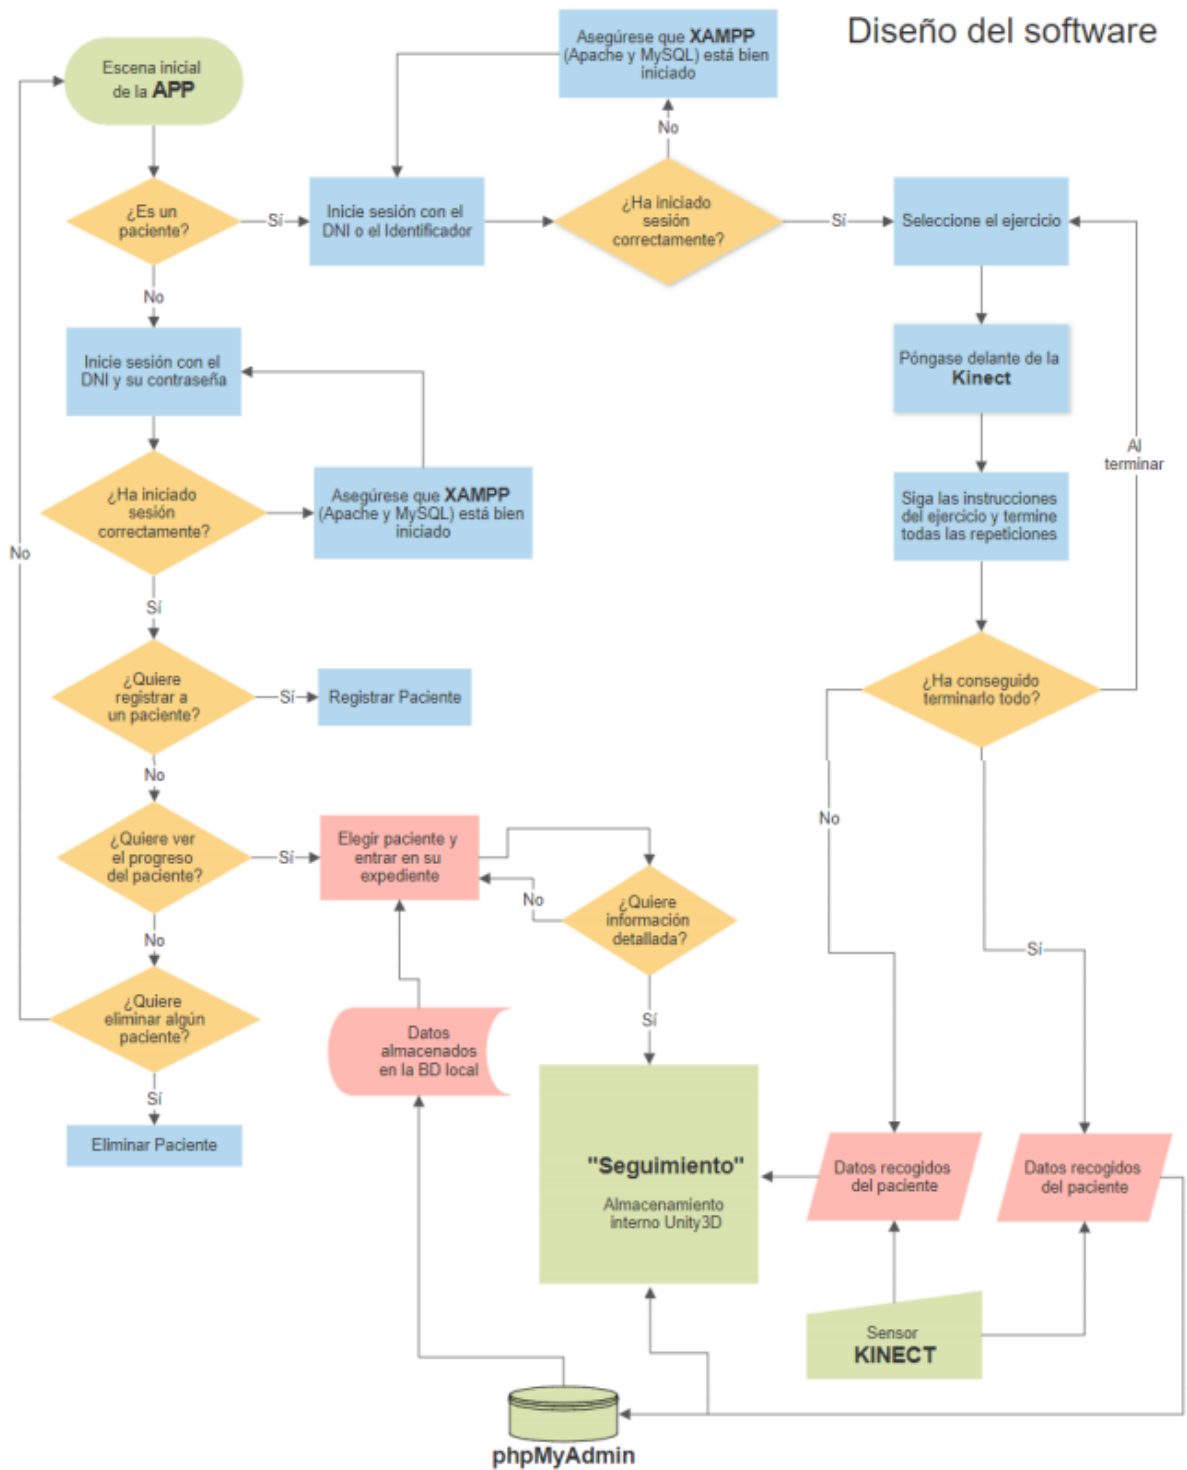 Diseño del software
Asegúrese que XAMPP
(Apache y MySQL) está bien
iniciado
Escena inicial
de la APP
No
¿Es un
paciente?
Sí
Inicie sesión con el
DNI o el Identificador
¿Ha iniciado
sesión
correctamente?
Sí
Seleccione el ejercicio
No
Inicie sesión con el
DNI y su contraseña
Póngase delante de la
Kinect
Al
terminar
¿Ha iniciado
sesión
correctamente?
Asegúrese que XAMPP
(Apache y MySQL) está bien
iniciado
Siga las instrucciones
del ejercicio y termine
todas las repeticiones
No
Sí
¿Quiere
registrar a
un paciente?
Sí
Registrar Paciente
¿Ha conseguido
terminarlo todo?
No
No
¿Quiere ver
el progreso
del paciente?
Sí
Elegir paciente y
entrar en su
expediente
No
¿Quiere
información
detallada?
No
Sí
¿Quiere
eliminar algún
paciente?
Sí
Datos
almacenados
en la BD local
Sí
Eliminar Paciente
"Seguimiento"
Almacenamiento
interno Unity3D
Datos recogidos
del paciente
Datos recogidos
del paciente
Sensor
KINECT
phpMyAdmin